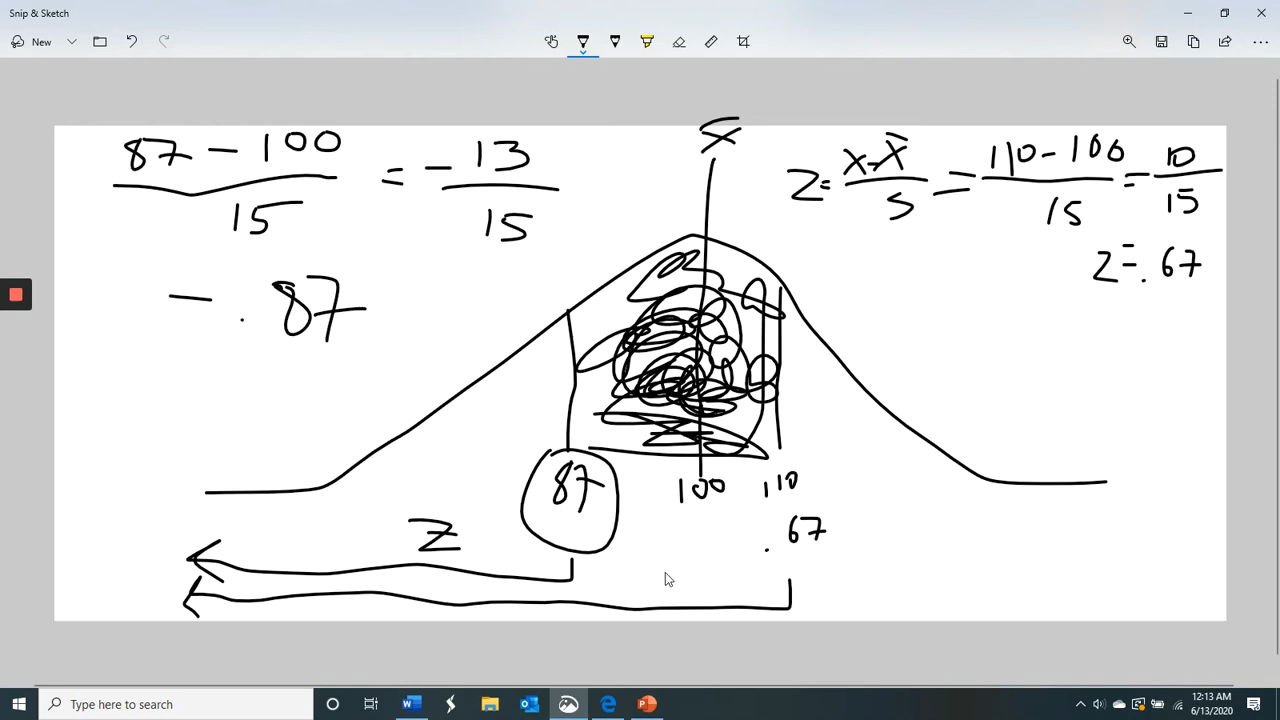 Snip & Sketch
New
87 - 100 / 15 = - 13 / 15
- .87
X̄
Z = X-X̄ / S = 110-100 / 15 = 10 / 15
Z = .67
87
100
110
.67
Z
Type here to search
12:13 AM
6/13/2020